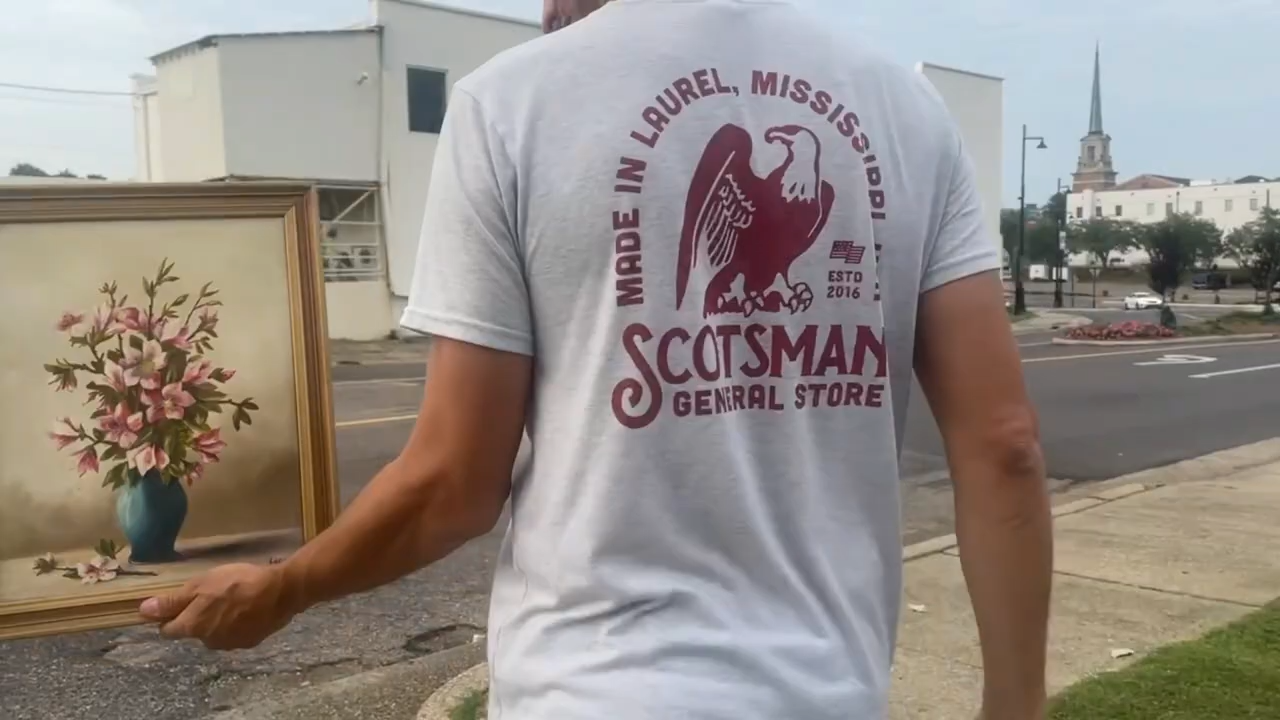 MADE IN LAUREL, MISSISSIPPI
ESTD
2016
SCOTSMAN
GENERAL STORE